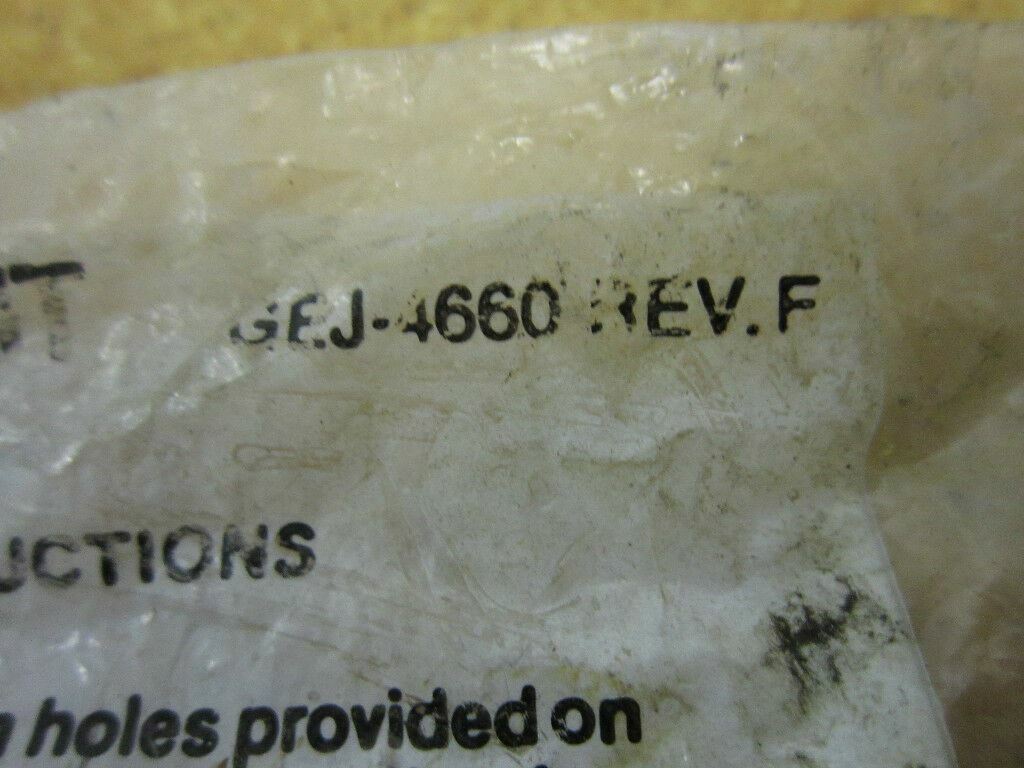 GEJ-4660 REV. F
UCTIONS
holes provided on